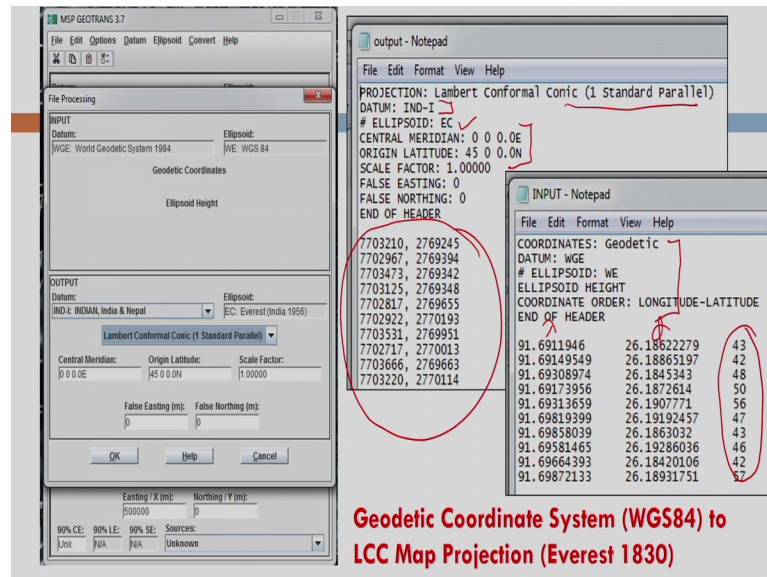 MSP GEOTRANS 3.7
File Edit Options Datum Ellipsoid Convert Help
File Processing
INPUT
Datum: Ellipsoid:
WGE: World Geodetic System 1984 WE: WGS 84
Geodetic Coordinates
Ellipsoid Height
OUTPUT
Datum: Ellipsoid:
IND-I: INDIAN, India & Nepal EC: Everest (India 1956)
Lambert Conformal Conic (1 Standard Parallel)
Central Meridian: Origin Latitude: Scale Factor:
0 0 0.0E 45 0 0.0N 1.00000
False Easting (m): False Northing (m):
0 0
OK Help Cancel
Easting / X (m): Northing / Y (m):
500000 0
90% CE: 90% LE: 90% SE: Sources:
Unk N/A N/A Unknown
output - Notepad
File Edit Format View Help
PROJECTION: Lambert Conformal Conic (1 Standard Parallel)
DATUM: IND-I
# ELLIPSOID: EC
CENTRAL MERIDIAN: 0 0 0.0E
ORIGIN LATITUDE: 45 0 0.0N
SCALE FACTOR: 1.00000
FALSE EASTING: 0
FALSE NORTHING: 0
END OF HEADER
7703210, 2769245
7702967, 2769394
7703473, 2769342
7703125, 2769348
7702817, 2769655
7702922, 2770193
7703531, 2769951
7702717, 2770013
7703666, 2769663
7703220, 2770114
INPUT - Notepad
File Edit Format View Help
COORDINATES: Geodetic
DATUM: WGE
# ELLIPSOID: WE
ELLIPSOID HEIGHT
COORDINATE ORDER: LONGITUDE-LATITUDE
END OF HEADER
91.6911946 26.18622279 43
91.69149549 26.18865197 42
91.69308974 26.1845343 48
91.69173956 26.1872614 50
91.69313659 26.1907771 56
91.69819399 26.19192457 47
91.69858039 26.1863032 43
91.69581465 26.19286036 46
91.69664393 26.18420106 42
91.69872133 26.18931751 57
Geodetic Coordinate System (WGS84) to
LCC Map Projection (Everest 1830)